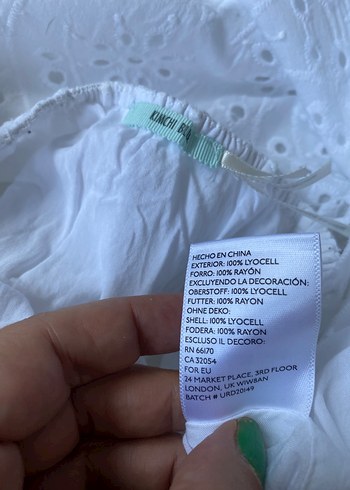 KIMCHI BLUE
HECHO EN CHINA
EXTERIOR: 100% LYOCELL
FORRO: 100% RAYÓN
EXCLUYENDO LA DECORACIÓN:
OBERSTOFF: 100% LYOCELL
FUTTER: 100% RAYON
OHNE DEKO:
SHELL: 100% LYOCELL
FODERA: 100% RAYON
ESCLUSO IL DECORO:
RN 66170
CA 32054
FOR EU
24 MARKET PLACE, 3RD FLOOR
LONDON, UK W1W8AN
BATCH # URD20149